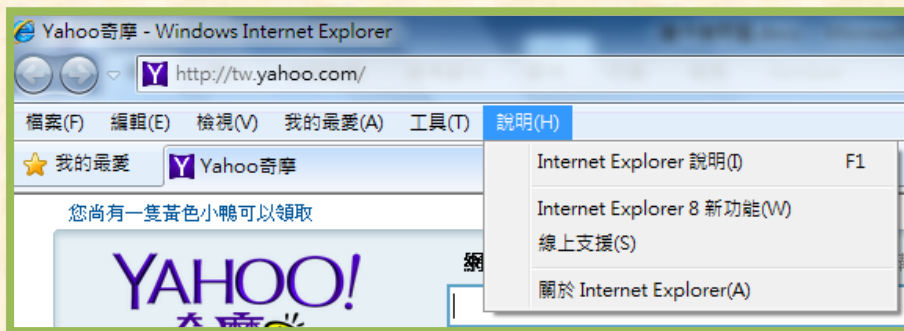 Yahoo奇摩 - Windows Internet Explorer
http://tw.yahoo.com/
檔案(F) 編輯(E) 檢視(V) 我的最愛(A) 工具(T) 說明(H)
我的最愛 Yahoo奇摩
Internet Explorer 說明(I) F1
Internet Explorer 8 新功能(W)
線上支援(S)
關於 Internet Explorer(A)
您尚有一隻黃色小鴨可以領取
YAHOO!
奇摩
網